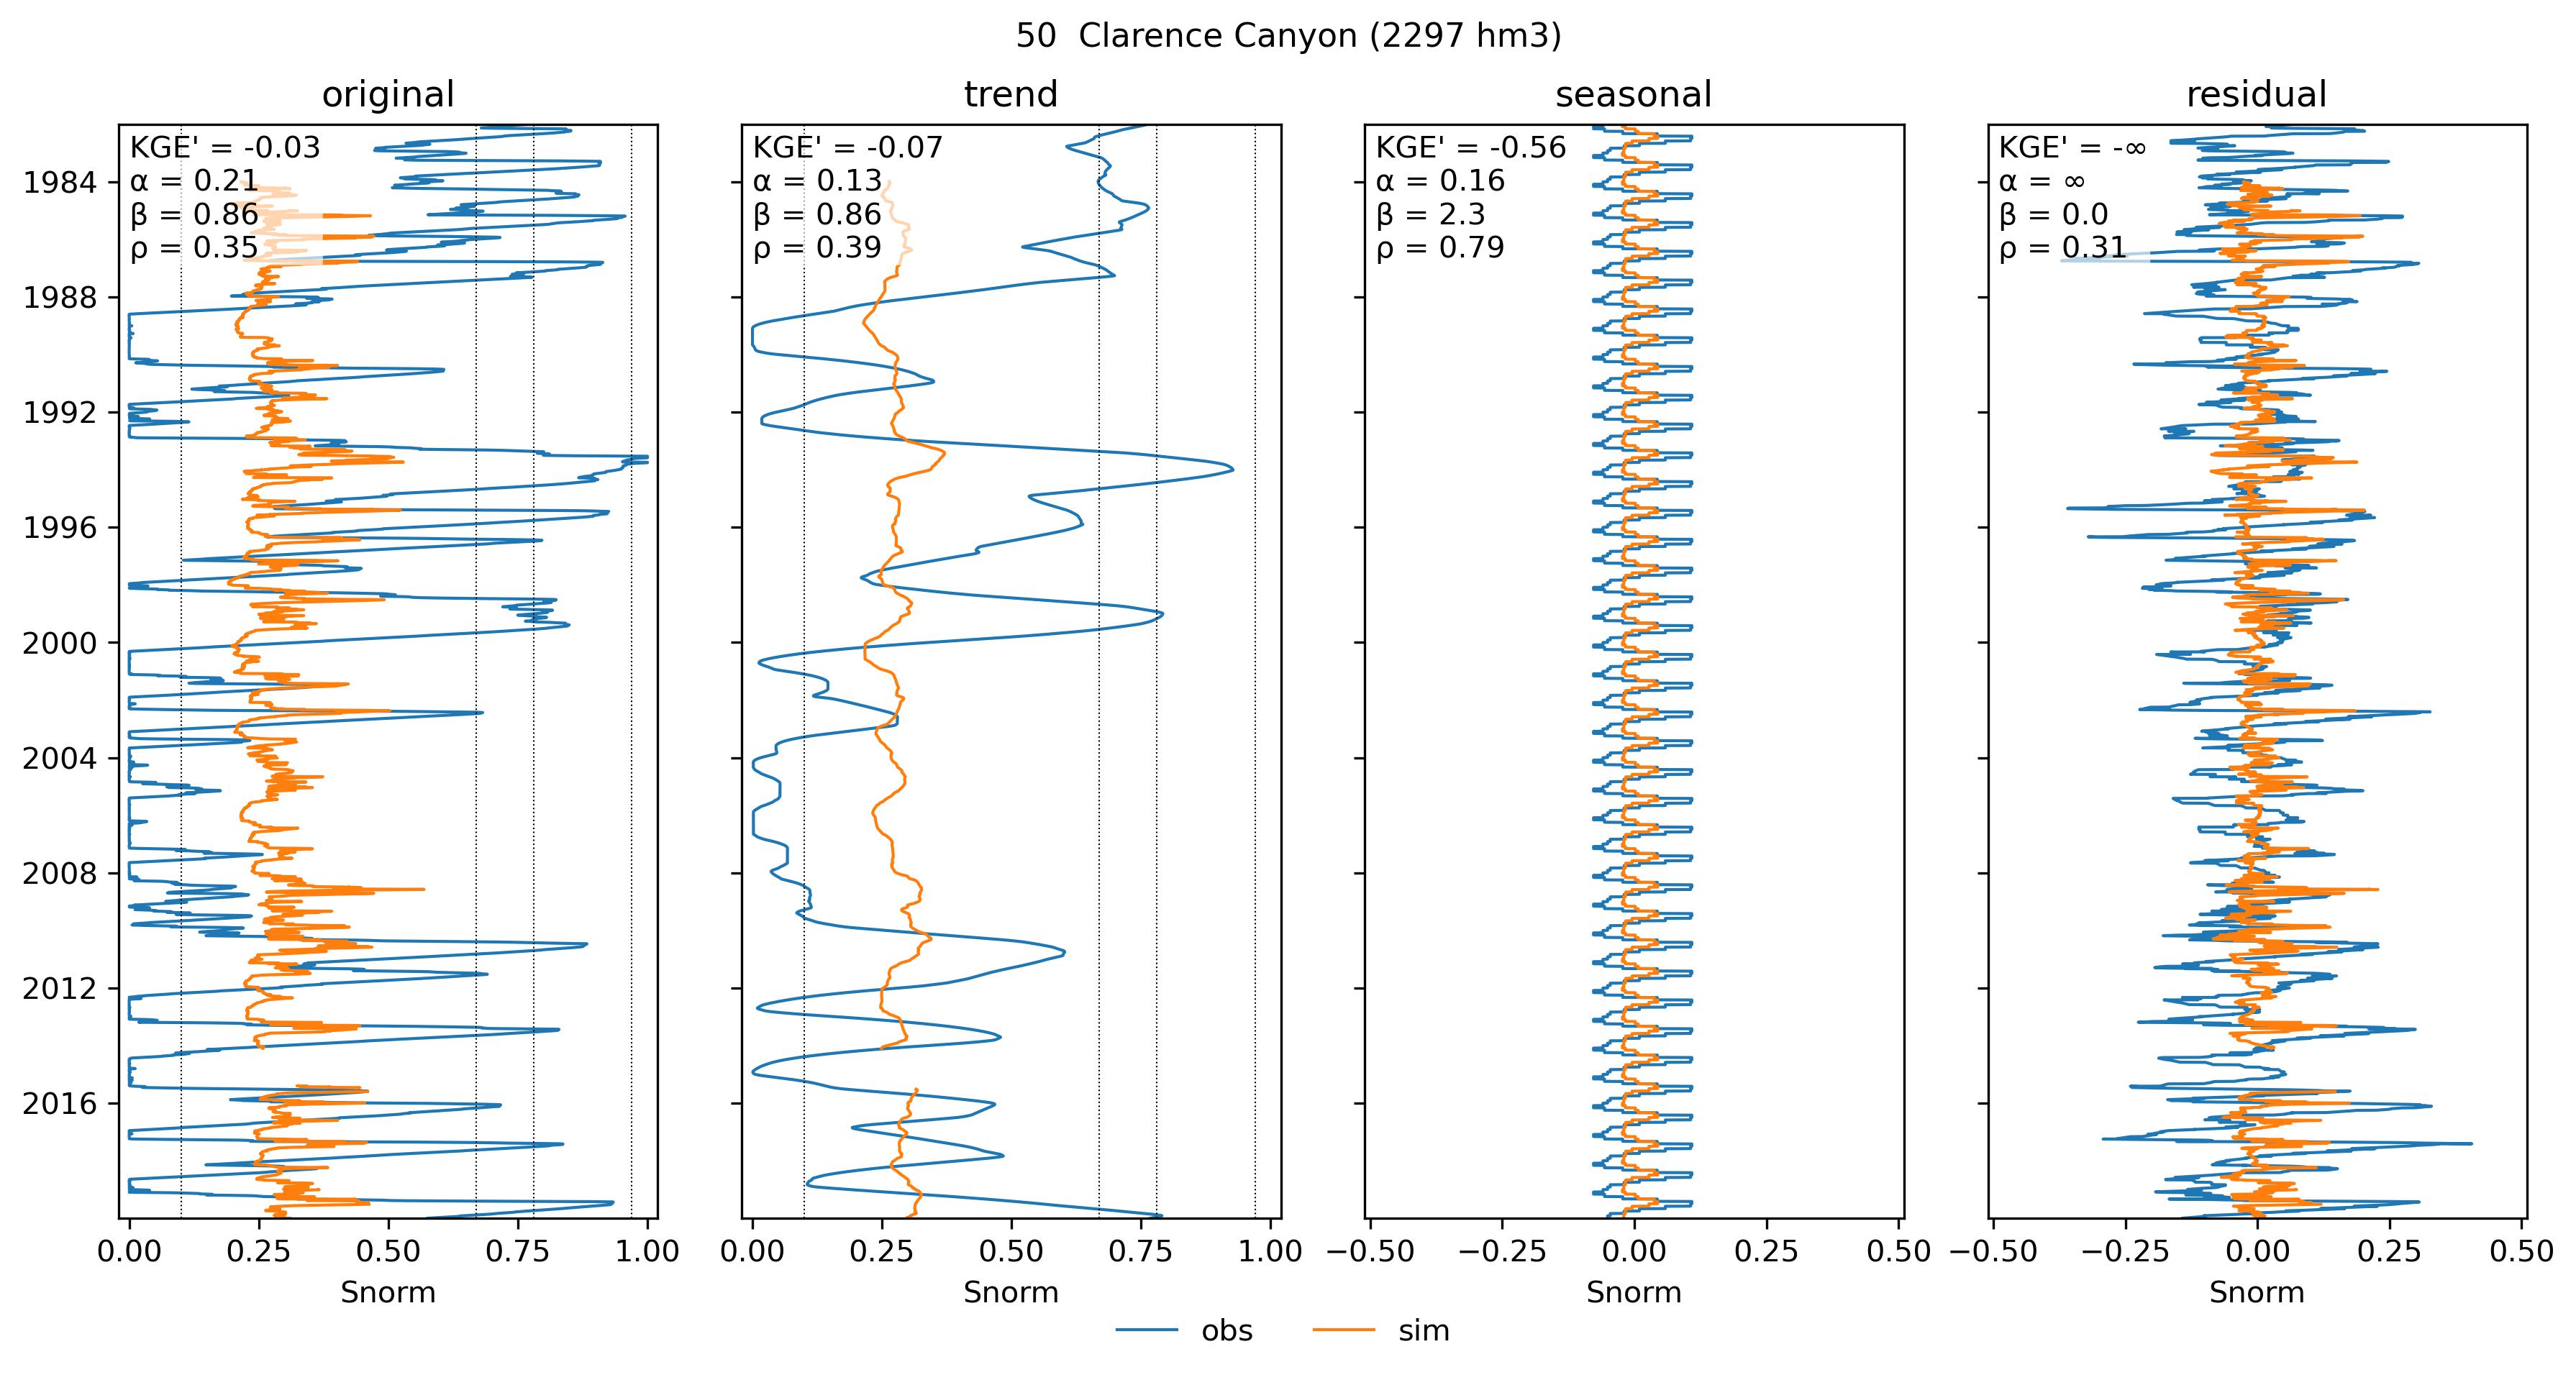 50  Clarence Canyon (2297 hm3)
original
trend
seasonal
residual
KGE' = -0.03
α = 0.21
β = 0.86
ρ = 0.35
KGE' = -0.07
α = 0.13
β = 0.86
ρ = 0.39
KGE' = -0.56
α = 0.16
β = 2.3
ρ = 0.79
KGE' = -∞
α = ∞
β = 0.0
ρ = 0.31
1984
1988
1992
1996
2000
2004
2008
2012
2016
0.00 0.25 0.50 0.75 1.00
0.00 0.25 0.50 0.75 1.00
−0.50 −0.25 0.00 0.25 0.50
−0.50 −0.25 0.00 0.25 0.50
Snorm
Snorm
Snorm
Snorm
obs
sim